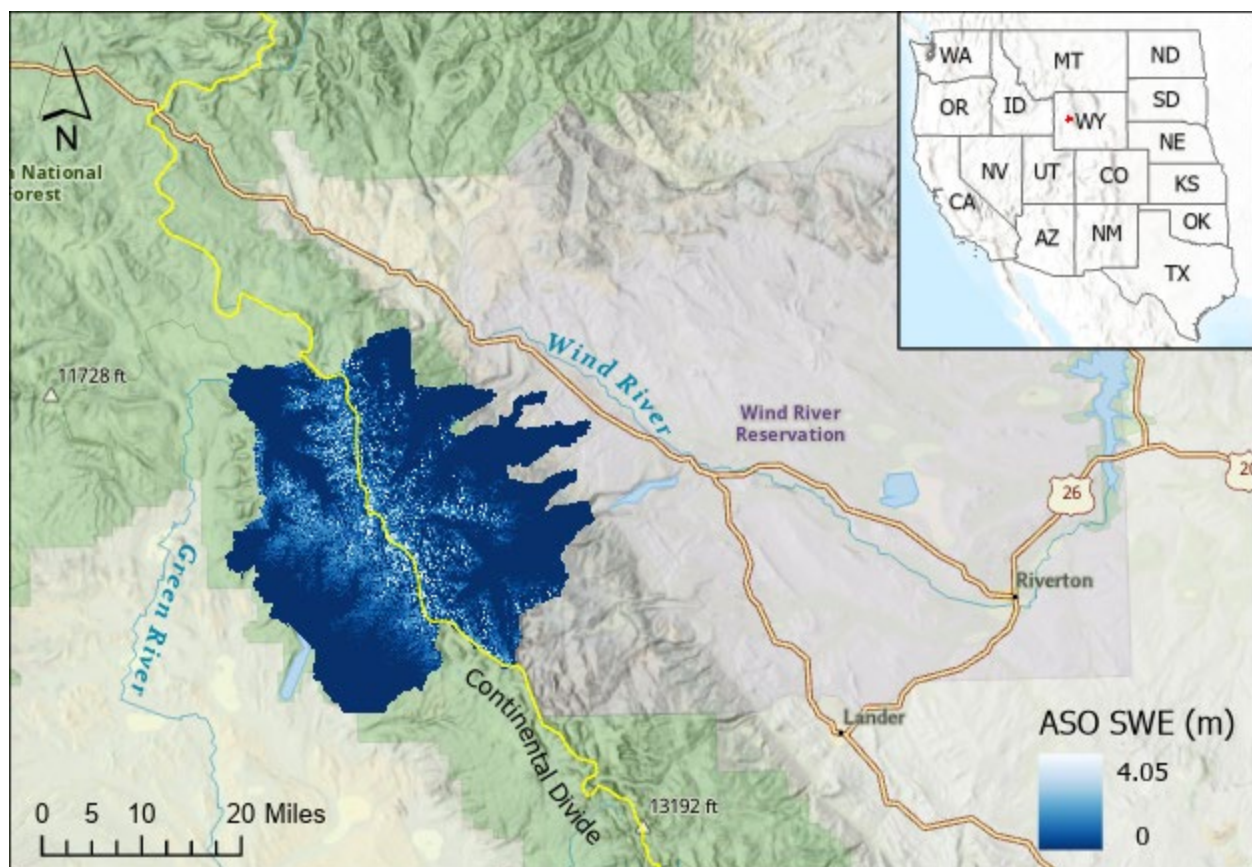 N
n National
orest
11728 ft
Wind River
Wind River
Reservation
26
20
Green River
Riverton
Lander
Continental Divide
13192 ft
0 5 10 20 Miles
ASO SWE (m)
4.05
0
WA
MT
ND
OR
ID
SD
WY
NE
NV
UT
CO
KS
CA
AZ
NM
OK
TX